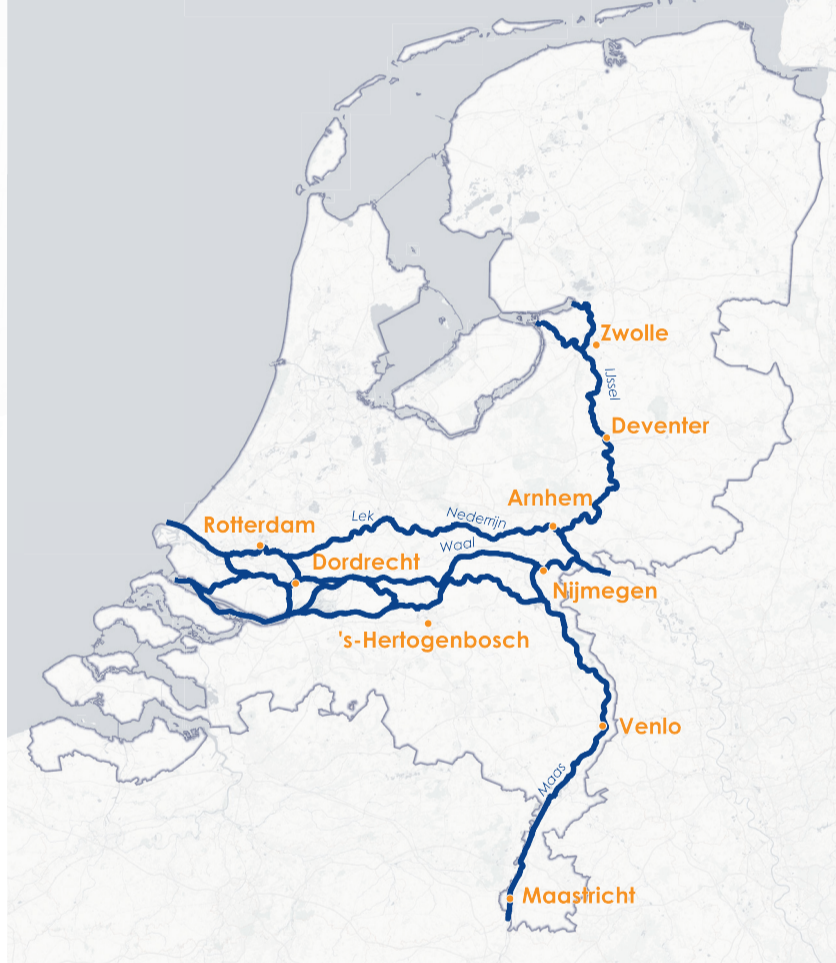 Zwolle
IJssel
Deventer
Arnhem
Nederrijn
Lek
Rotterdam
Waal
Dordrecht
Nijmegen
's-Hertogenbosch
Venlo
Maas
Maastricht